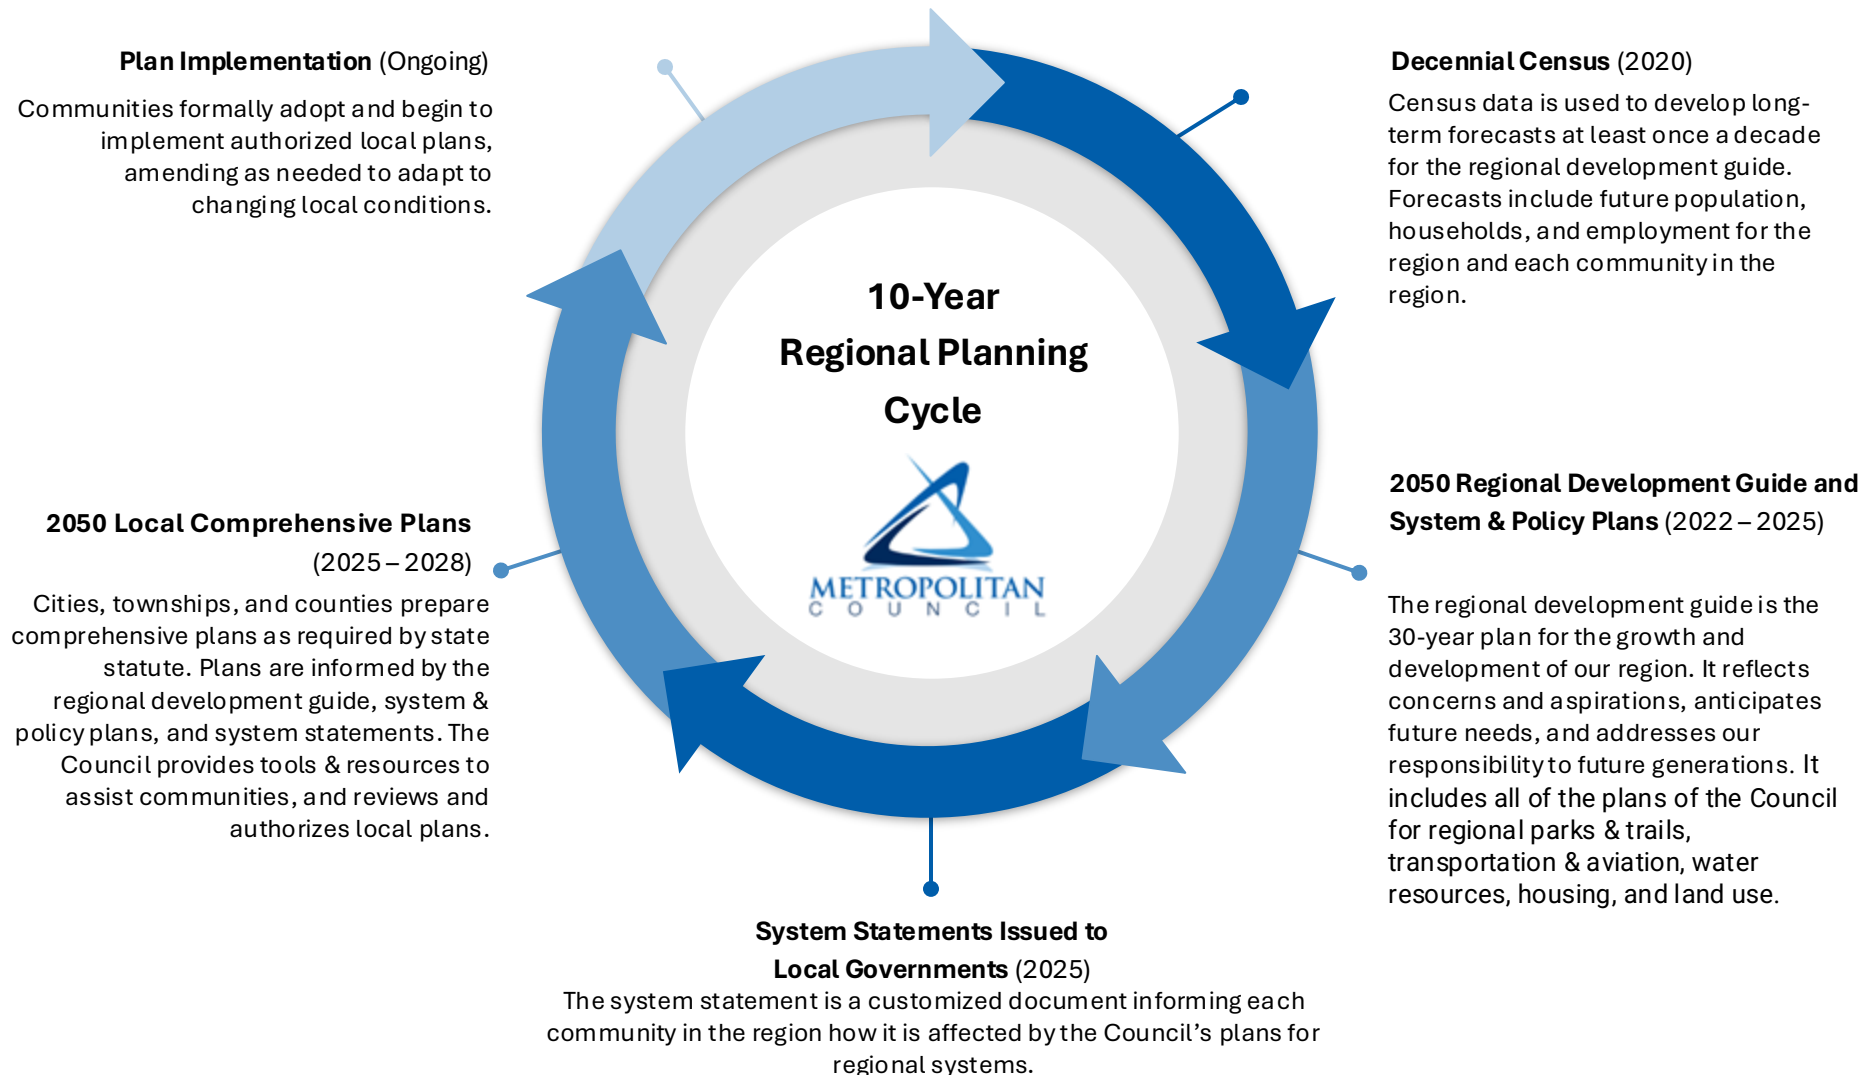 10-Year
Regional Planning
Cycle
METROPOLITAN
COUNCIL
Decennial Census (2020)
Census data is used to develop long-
term forecasts at least once a decade
for the regional development guide.
Forecasts include future population,
households, and employment for the
region and each community in the
region.
2050 Regional Development Guide and
System & Policy Plans (2022 – 2025)
The regional development guide is the
30-year plan for the growth and
development of our region. It reflects
concerns and aspirations, anticipates
future needs, and addresses our
responsibility to future generations. It
includes all of the plans of the Council
for regional parks & trails,
transportation & aviation, water
resources, housing, and land use.
System Statements Issued to
Local Governments (2025)
The system statement is a customized document informing each
community in the region how it is affected by the Council’s plans for
regional systems.
2050 Local Comprehensive Plans
(2025 – 2028)
Cities, townships, and counties prepare
comprehensive plans as required by state
statute. Plans are informed by the
regional development guide, system &
policy plans, and system statements. The
Council provides tools & resources to
assist communities, and reviews and
authorizes local plans.
Plan Implementation (Ongoing)
Communities formally adopt and begin to
implement authorized local plans,
amending as needed to adapt to
changing local conditions.